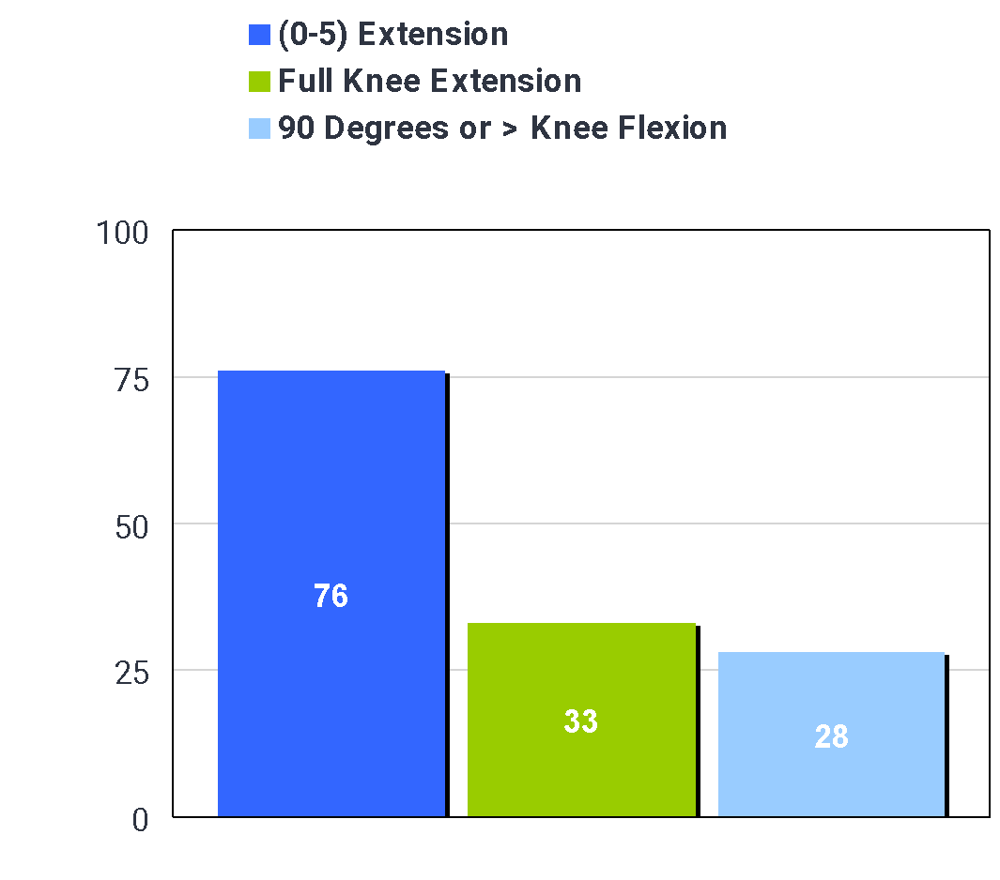 (0-5) Extension
Full Knee Extension
90 Degrees or > Knee Flexion
100
75
50
25
0
76
33
28